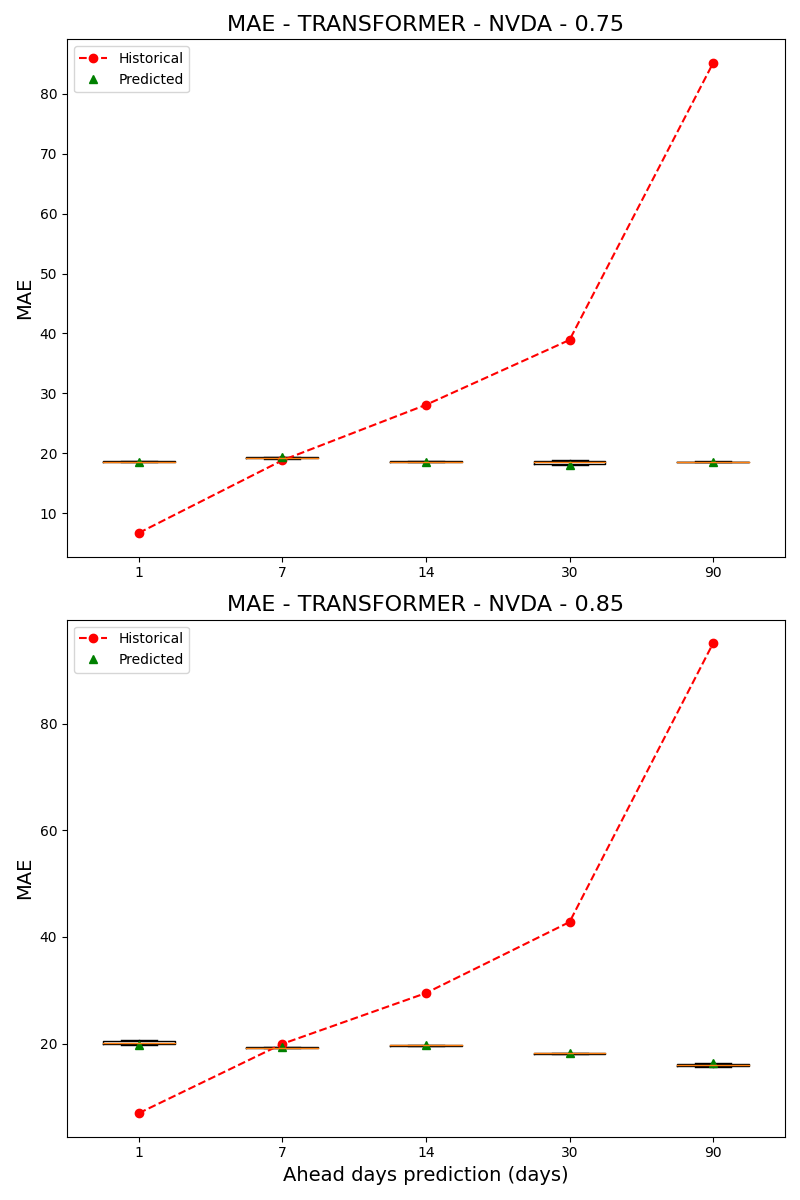 MAE - TRANSFORMER - NVDA - 0.75
Historical
Predicted
MAE
80
70
60
50
40
30
20
10
1 7 14 30 90
MAE - TRANSFORMER - NVDA - 0.85
Historical
Predicted
MAE
80
60
40
20
1 7 14 30 90
Ahead days prediction (days)